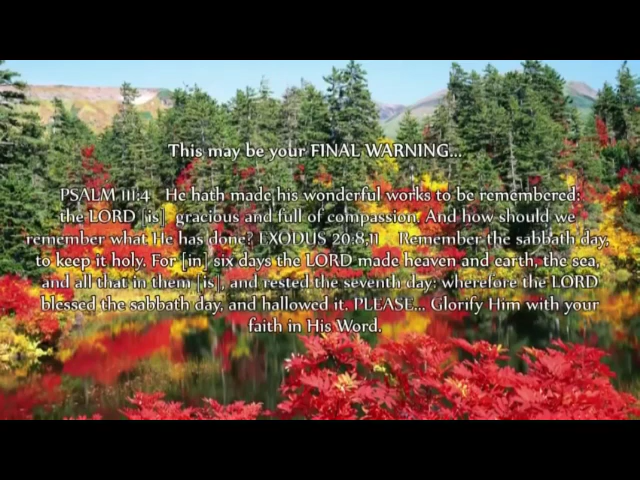 This may be your FINAL WARNING...
PSALM 111:4 He hath made his wonderful works to be remembered:
the LORD [is] gracious and full of compassion. And how should we
remember what He has done? EXODUS 20:8,11 Remember the sabbath day,
to keep it holy. For [in] six days the LORD made heaven and earth, the sea,
and all that in them [is], and rested the seventh day: wherefore the LORD
blessed the sabbath day, and hallowed it. PLEASE... Glorify Him with your
faith in His Word.